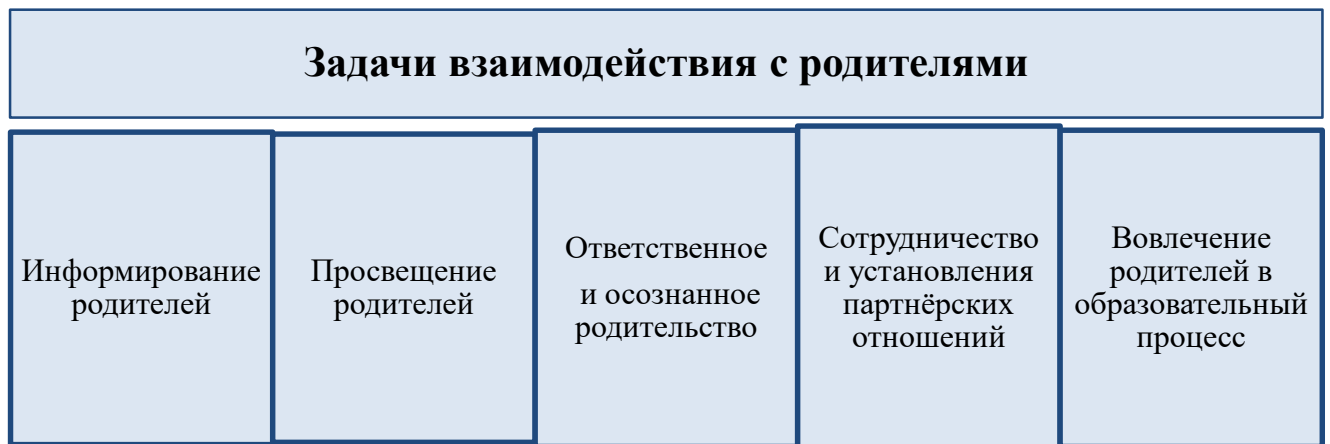 Задачи взаимодействия с родителями
Информирование
родителей
Просвещение
родителей
Ответственное
и осознанное
родительство
Сотрудничество
и установления
партнёрских
отношений
Вовлечение
родителей в
образовательный
процесс